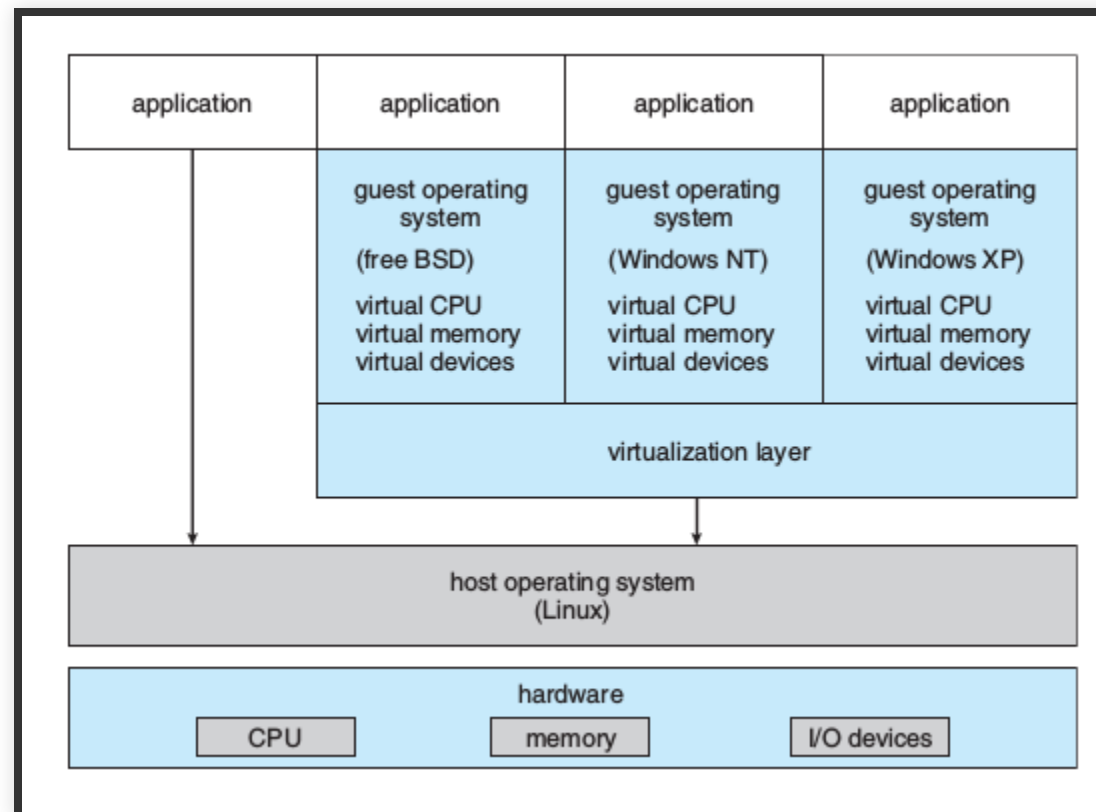 application
application
application
application
guest operating
system
(free BSD)
virtual CPU
virtual memory
virtual devices
guest operating
system
(Windows NT)
virtual CPU
virtual memory
virtual devices
guest operating
system
(Windows XP)
virtual CPU
virtual memory
virtual devices
virtualization layer
host operating system
(Linux)
hardware
CPU
memory
I/O devices